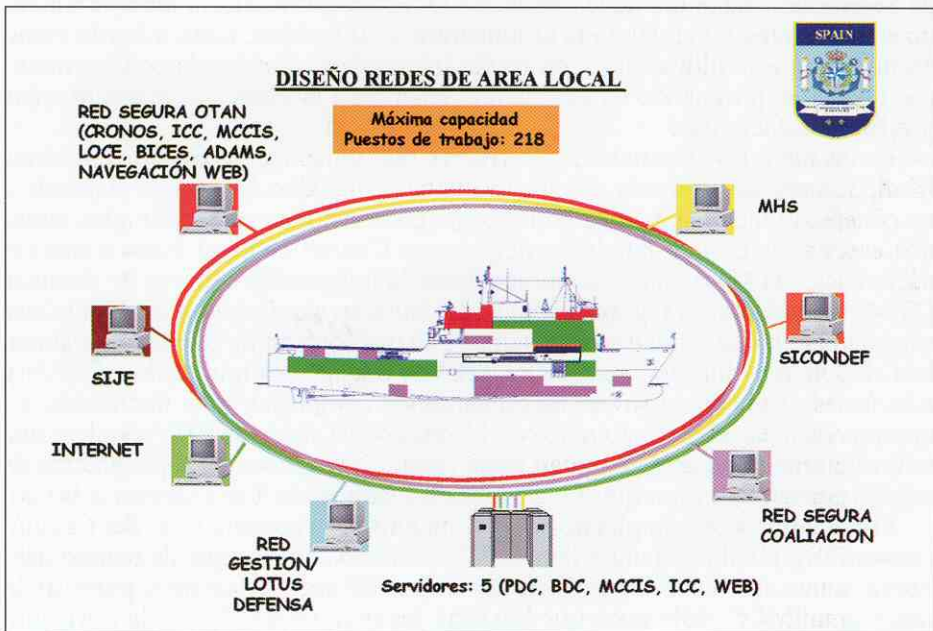 SPAIN
DISEÑO REDES DE AREA LOCAL
RED SEGURA OTAN
(CRONOS, ICC, MCCIS,
LOCE, BICES, ADAMS,
NAVEGACIÓN WEB)
Máxima capacidad
Puestos de trabajo: 218
MHS
SIJE
SICONDEF
INTERNET
RED
GESTION/
LOTUS
DEFENSA
Servidores: 5 (PDC, BDC, MCCIS, ICC, WEB)
RED SEGURA
COALIACION